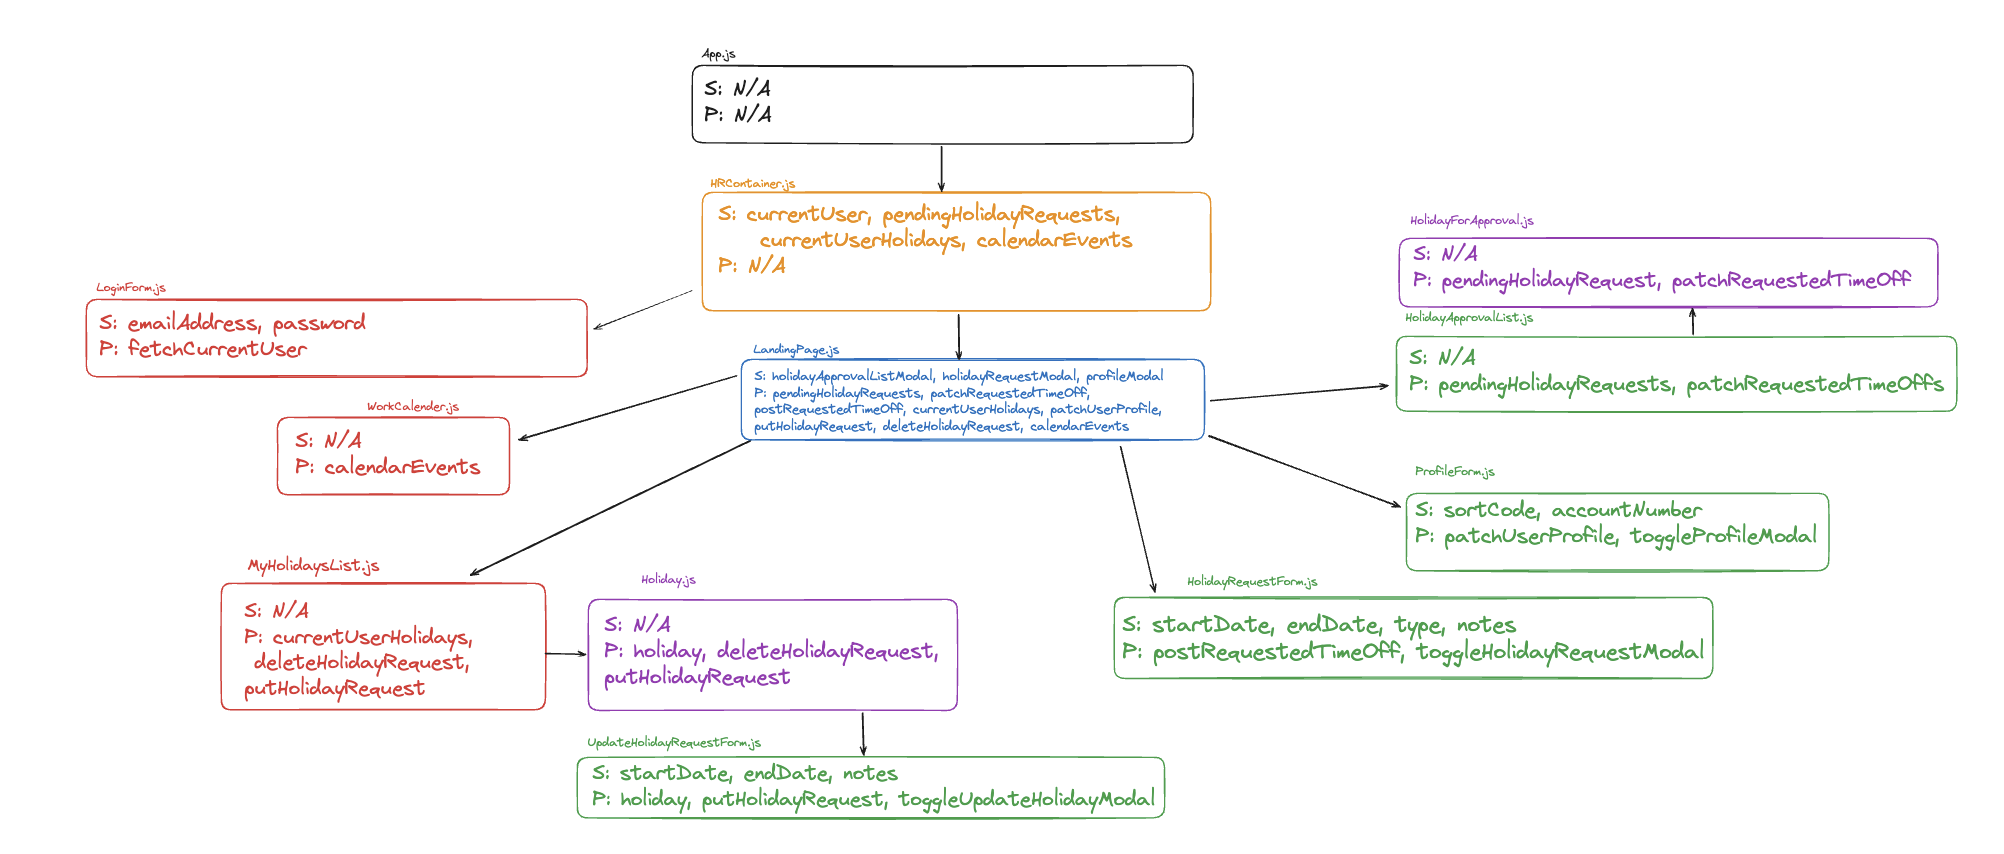 App.js
S: N/A
P: N/A
HRContainer.js
S: currentUser, pendingHolidayRequests,
currentUserHolidays, calendarEvents
P: N/A
HolidayForApproval.js
S: N/A
P: pendingHolidayRequest, patchRequestedTimeOff
LoginForm.js
S: emailAddress, password
P: fetchCurrentUser
HolidayApprovalList.js
S: N/A
P: pendingHolidayRequests, patchRequestedTimeOffs
LandingPage.js
S: holidayApprovalListModal, holidayRequestModal, profileModal
P: pendingHolidayRequests, patchRequestedTimeOff,
postRequestedTimeOff, currentUserHolidays, patchUserProfile,
putHolidayRequest, deleteHolidayRequest, calendarEvents
WorkCalender.js
S: N/A
P: calendarEvents
ProfileForm.js
S: sortCode, accountNumber
P: patchUserProfile, toggleProfileModal
MyHolidaysList.js
S: N/A
P: currentUserHolidays,
deleteHolidayRequest,
putHolidayRequest
Holiday.js
S: N/A
P: holiday, deleteHolidayRequest,
putHolidayRequest
HolidayRequestForm.js
S: startDate, endDate, type, notes
P: postRequestedTimeOff, toggleHolidayRequestModal
UpdateHolidayRequestForm.js
S: startDate, endDate, notes
P: holiday, putHolidayRequest, toggleUpdateHolidayModal